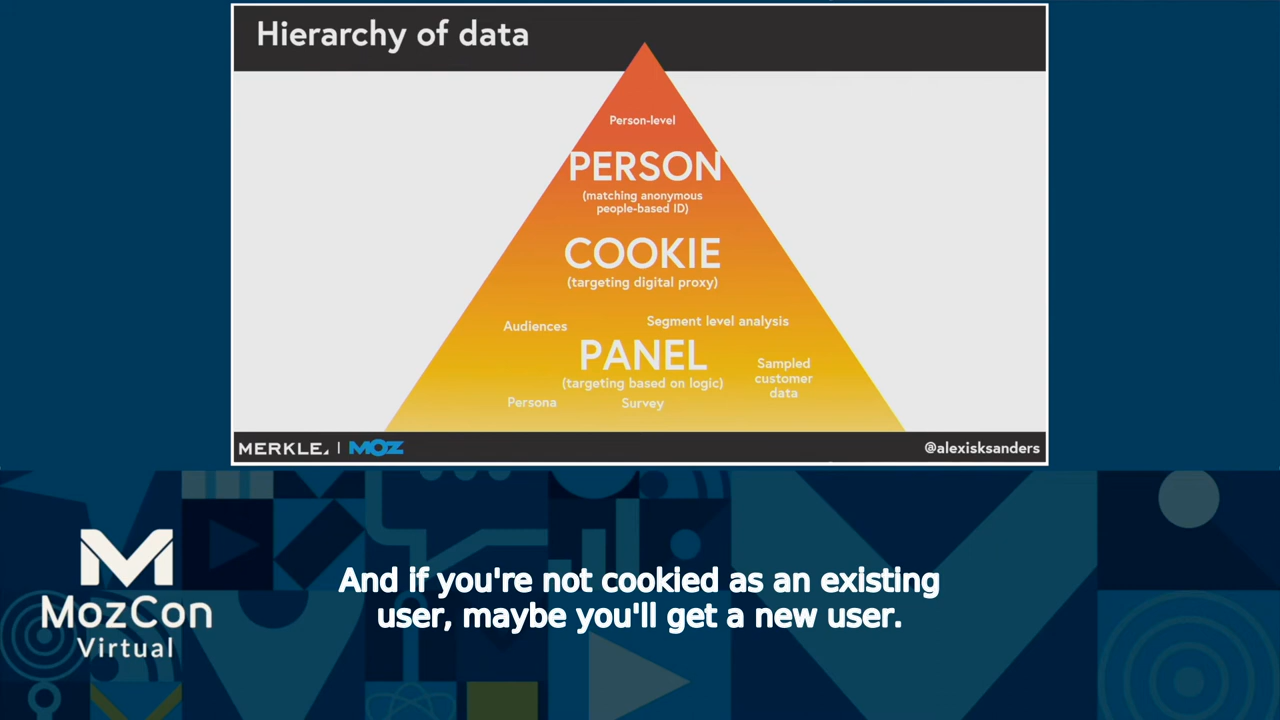 Hierarchy of data
Person-level
PERSON
(matching anonymous
people-based ID)
COOKIE
(targeting digital proxy)
Audiences
Segment level analysis
PANEL
(targeting based on logic)
Sampled
customer
data
Persona
Survey
MERKLE | MOZ
@alexisksanders
M
MozCon
Virtual
And if you're not cookied as an existing
user, maybe you'll get a new user.